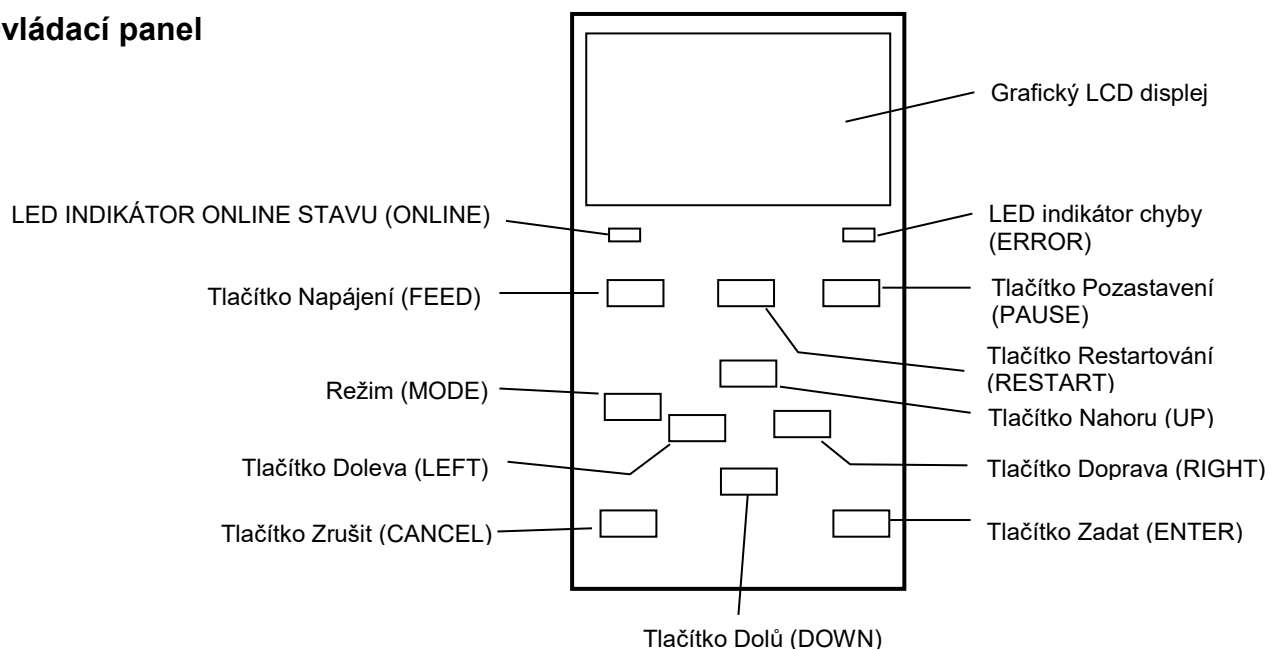 vládací panel
Grafický LCD displej
LED INDIKÁTOR ONLINE STAVU (ONLINE)
LED indikátor chyby
(ERROR)
Tlačítko Napájení (FEED)
Tlačítko Pozastavení
(PAUSE)
Tlačítko Restartování
(RESTART)
Režim (MODE)
Tlačítko Nahoru (UP)
Tlačítko Doleva (LEFT)
Tlačítko Doprava (RIGHT)
Tlačítko Zrušit (CANCEL)
Tlačítko Zadat (ENTER)
Tlačítko Dolů (DOWN)